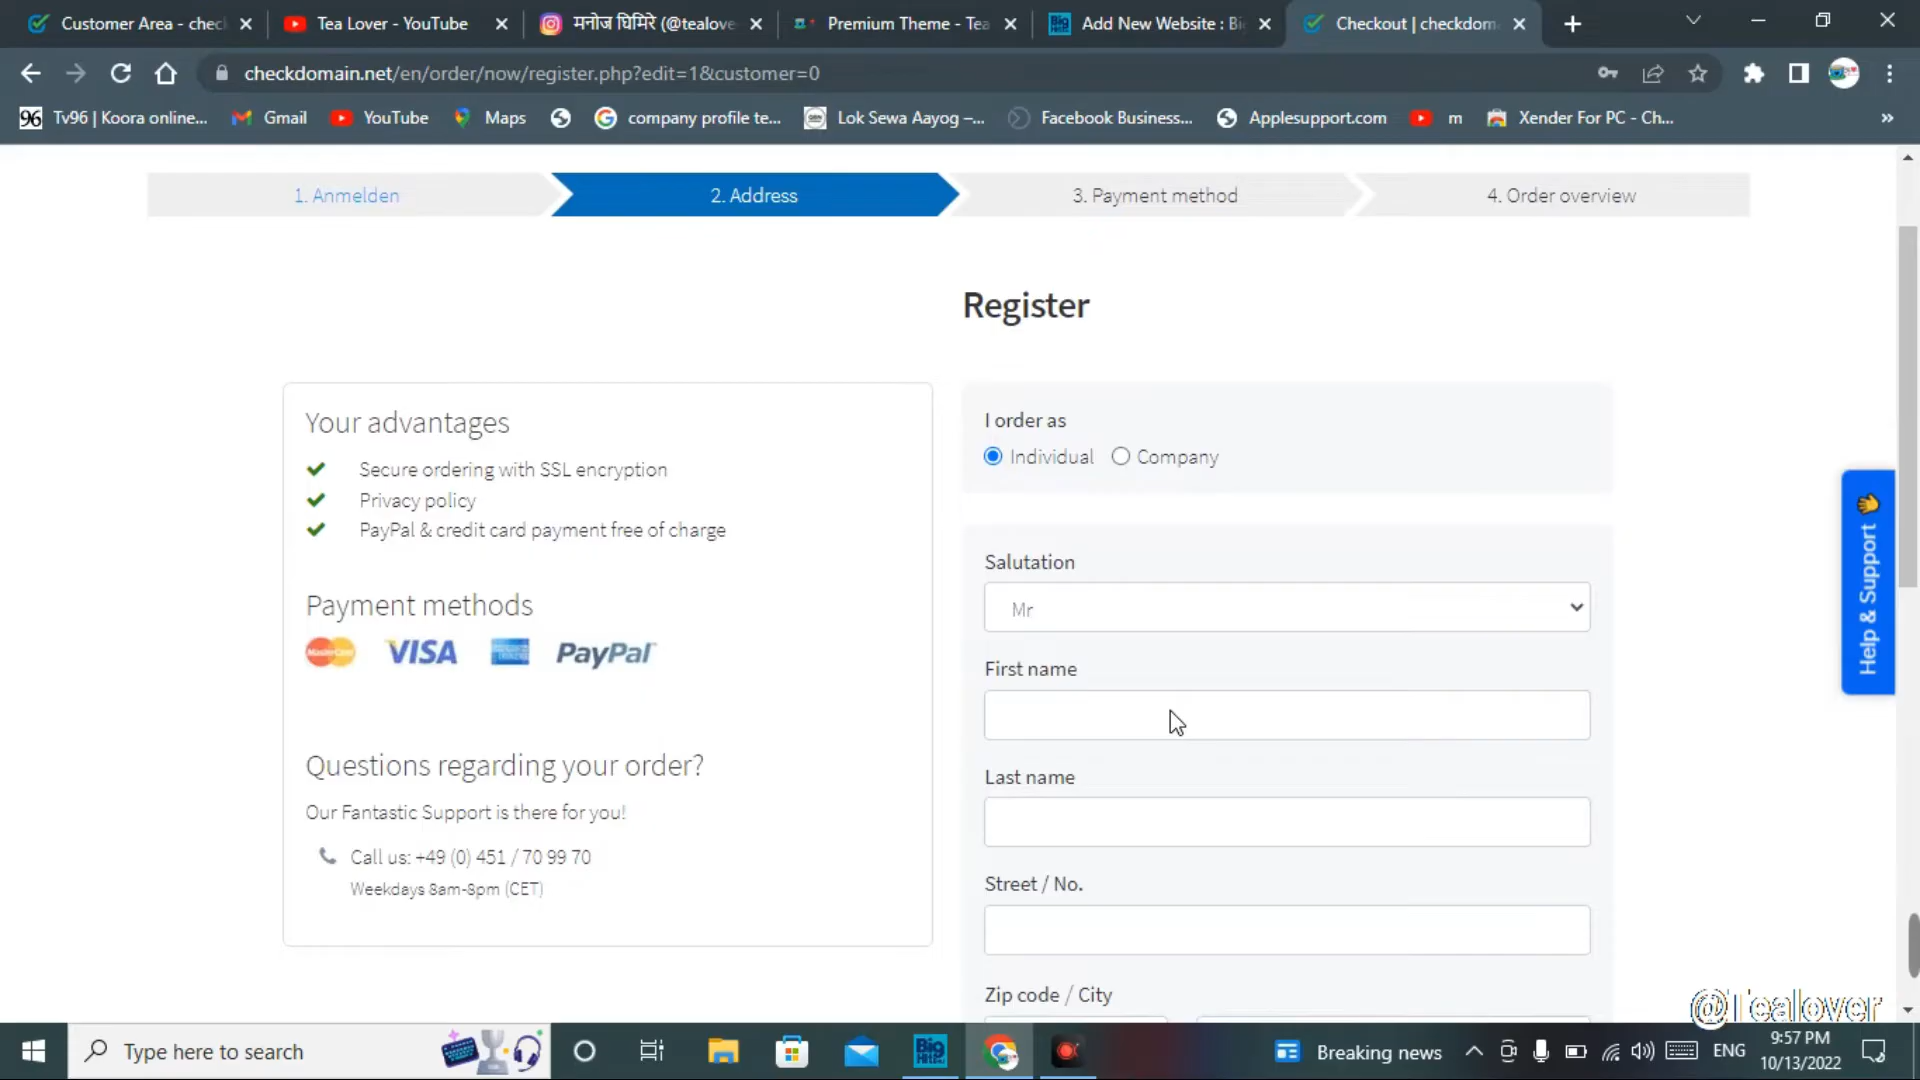 Customer Area - chec
Tea Lover - YouTube
मनोज घिमिरे (@tealove
Premium Theme - Tea
Add New Website : Bi
Checkout | checkdom
checkdomain.net/en/order/now/register.php?edit=1&customer=0
96 Tv96 | Koora online...
Gmail
YouTube
Maps
company profile te...
Lok Sewa Aayog –...
Facebook Business...
Applesupport.com
m
Xender For PC - Ch...
1. Anmelden
2. Address
3. Payment method
4. Order overview
Register
Your advantages
Secure ordering with SSL encryption
Privacy policy
PayPal & credit card payment free of charge
Payment methods
MasterCard VISA PayPal
Questions regarding your order?
Our Fantastic Support is there for you!
Call us: +49 (0) 451 / 70 99 70
Weekdays 8am-8pm (CET)
I order as
Individual Company
Salutation
Mr
First name
Last name
Street / No.
Zip code / City
Help & Support
@Tealover
Type here to search
Breaking news
ENG
9:57 PM
10/13/2022